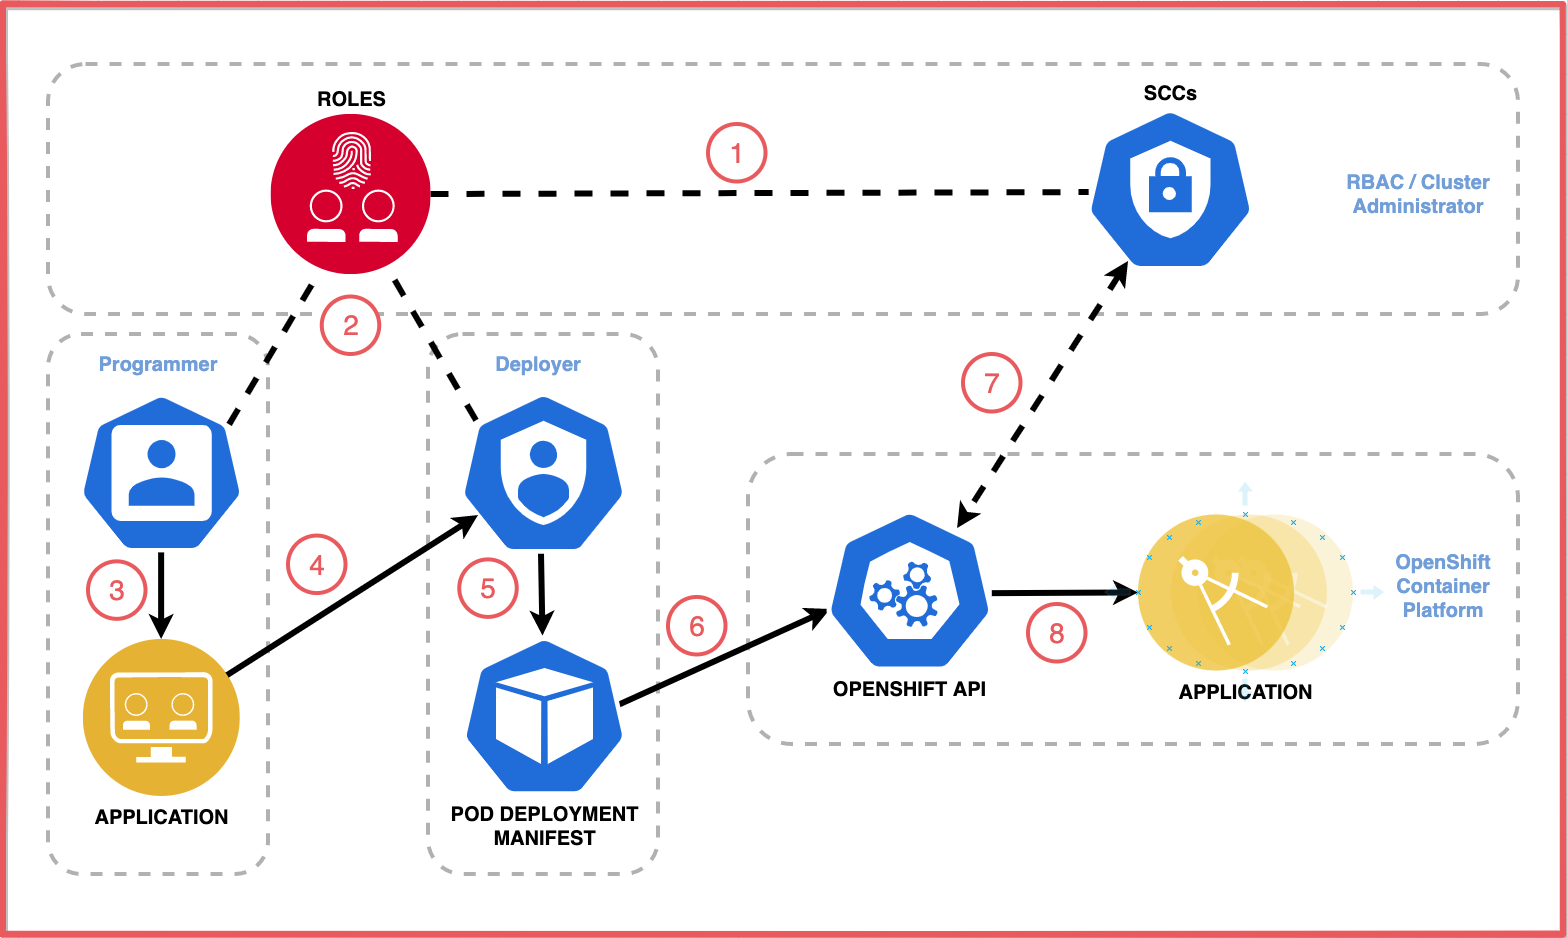 ROLES
SCCs
1
RBAC / Cluster
Administrator
2
Programmer
Deployer
7
4
3
5
6
8
OpenShift
Container
Platform
OPENSHIFT API
APPLICATION
APPLICATION
POD DEPLOYMENT
MANIFEST